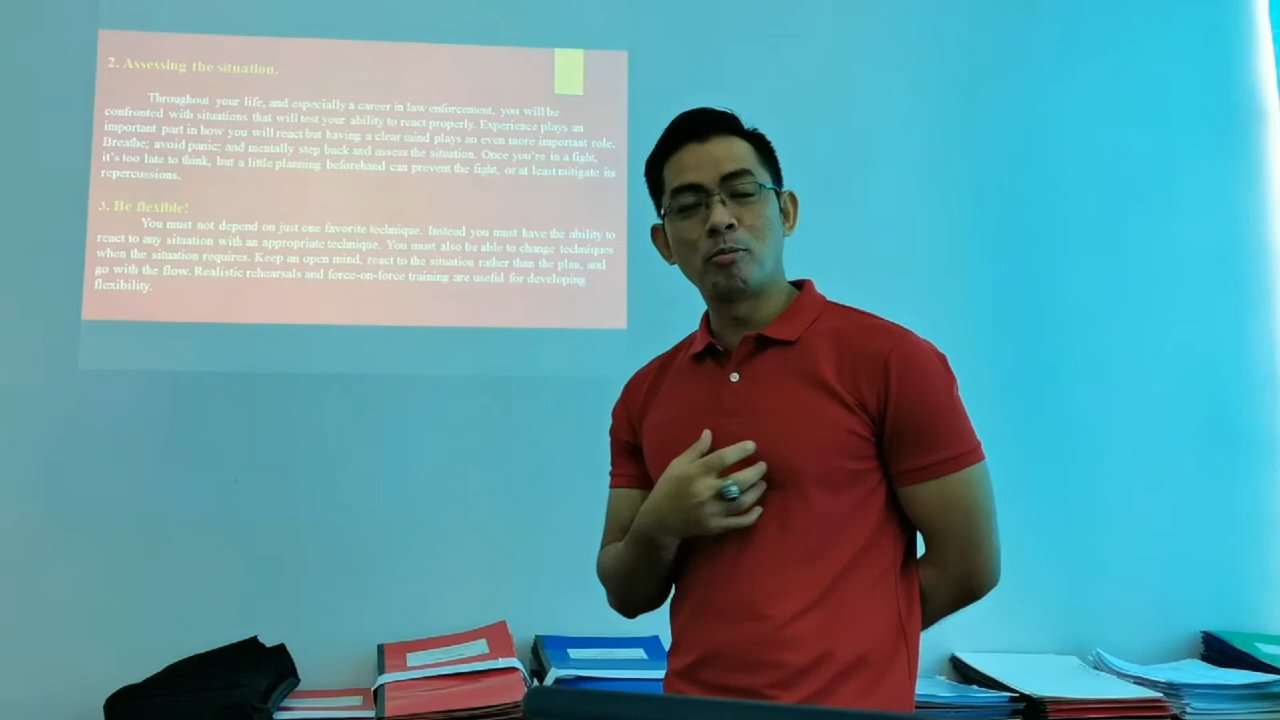 2. Assessing the situation.
Throughout your life, and especially a career in law enforcement, you will be
confronted with situations that will test your ability to react properly. Experience plays an
important part in how you will react but having a clear mind plays an even more important role.
Breathe; avoid panic; and mentally step back and assess the situation. Once you're in a fight,
it's too late to think, but a little planning beforehand can prevent the fight, or at least mitigate its
repercussions.
3. Be flexible!
You must not depend on just one favorite technique. Instead you must have the ability to
react to any situation with an appropriate technique. You must also be able to change techniques
when the situation requires. Keep an open mind, react to the situation rather than the plan, and
go with the flow. Realistic rehearsals and force-on-force training are useful for developing
flexibility.